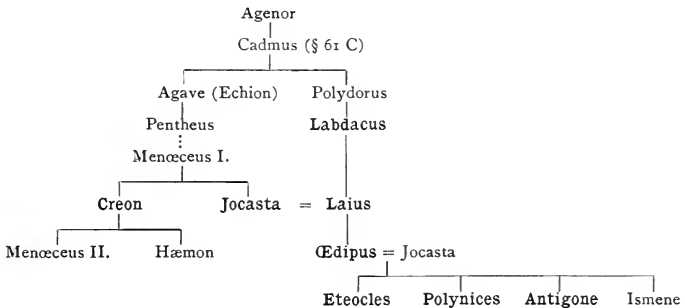 Agenor
Cadmus (§ 61 C)
Agave (Echion) Polydorus
Pentheus Labdacus
Menœceus I.
Creon Jocasta = Laius
Menœceus II. Hæmon Œdipus = Jocasta
Eteocles Polynices Antigone Ismene